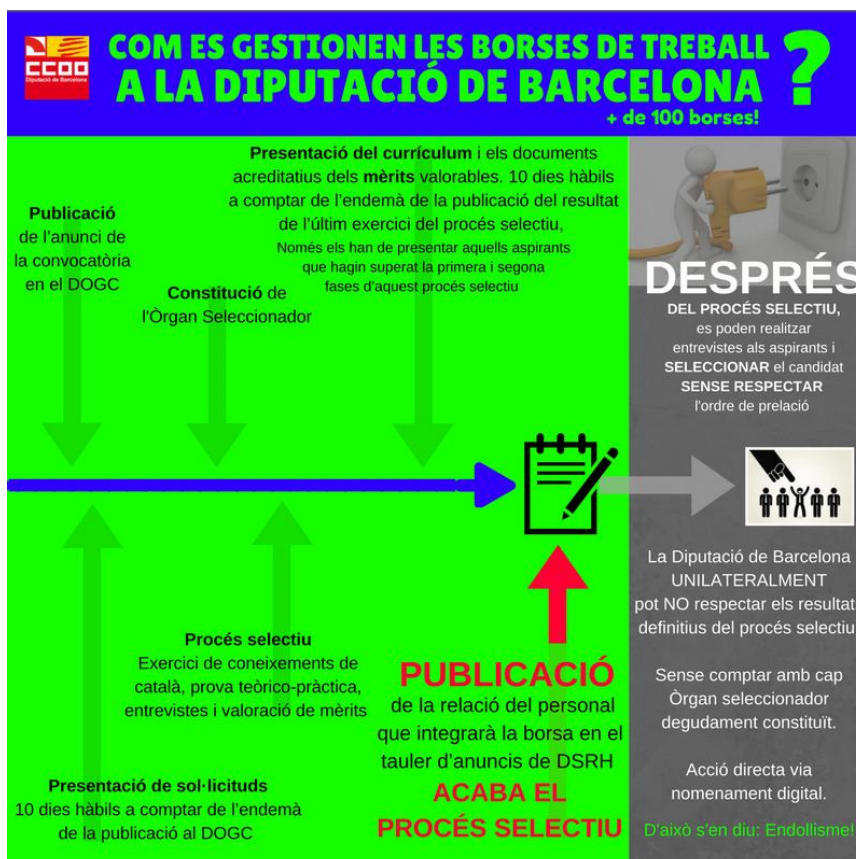 CCOO
Diputació de Barcelona
COM ES GESTIONEN LES BORSES DE TREBALL
A LA DIPUTACIÓ DE BARCELONA ?
+ de 100 borses!
Publicació
de l'anunci de
la convocatòria
en el DOGC
Constitució de
l'Òrgan Seleccionador
Presentació del currículum i els documents
acreditatius dels mèrits valorables. 10 dies hàbils
a comptar de l'endemà de la publicació del resultat
de l'últim exercici del procés selectiu,
Només els han de presentar aquells aspirants
que hagin superat la primera i segona
fases d'aquest procés selectiu
Presentació de sol·licituds
10 dies hàbils a comptar de l'endemà
de la publicació al DOGC
Procés selectiu
Exercici de coneixements de
català, prova teòrico-pràctica,
entrevistes i valoració de mèrits
PUBLICACIÓ
de la relació del personal
que integrarà la borsa en el
tauler d'anuncis de DSRH
ACABA EL
PROCÉS SELECTIU
DESPRÉS
DEL PROCÉS SELECTIU,
es poden realitzar
entrevistes als aspirants i
SELECCIONAR el candidat
SENSE RESPECTAR
l'ordre de prelació
La Diputació de Barcelona
UNILATERALMENT
pot NO respectar els resultat
definitius del procés selectiu
Sense comptar amb cap
Òrgan seleccionador
degudament constituït.
Acció directa via
nomenament digital.
D'això s'en diu: Endollisme!